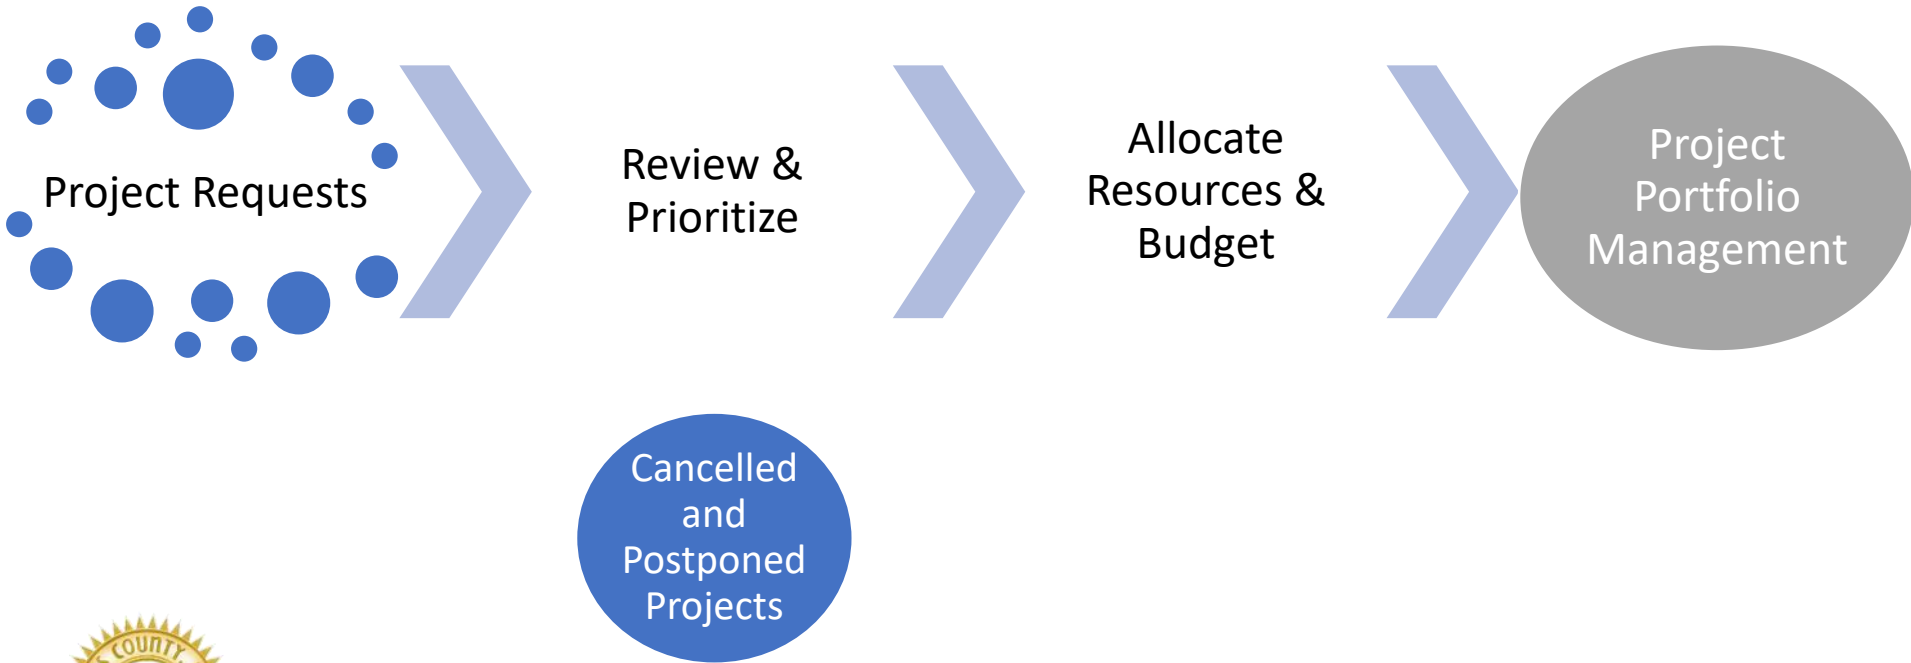 Project Requests
Review &
Prioritize
Allocate
Resources &
Budget
Project
Portfolio
Management
Cancelled
and
Postponed
Projects
COUNTY